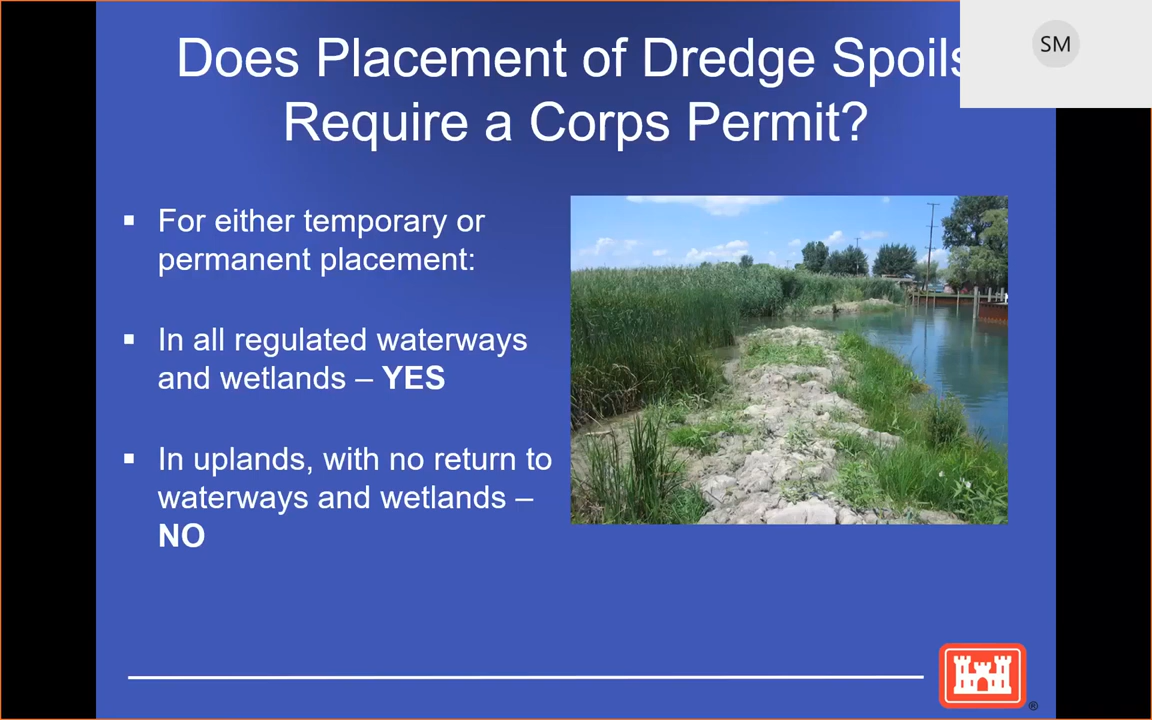 Does Placement of Dredge Spoils
Require a Corps Permit?
SM
▪ For either temporary or
permanent placement:
▪ In all regulated waterways
and wetlands – YES
▪ In uplands, with no return to
waterways and wetlands –
NO
®